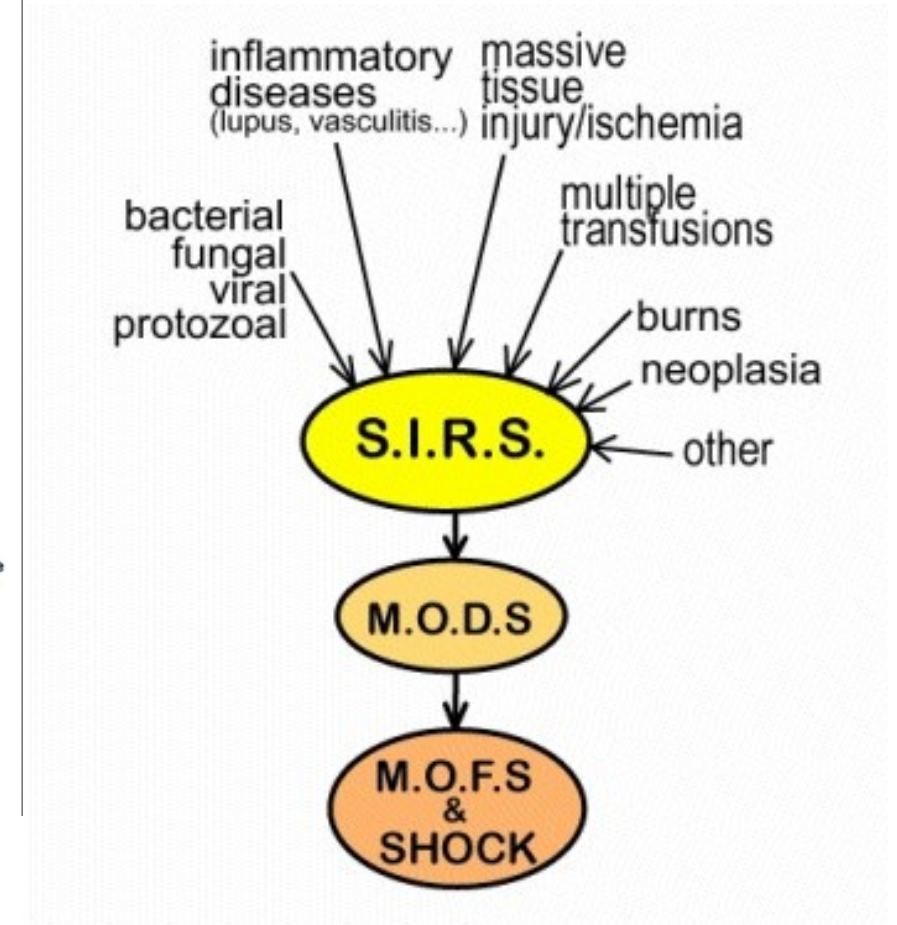 inflammatory
diseases
(lupus, vasculitis...)
massive
tissue
injury/ischemia
multiple
transfusions
bacterial
fungal
viral
protozoal
burns
neoplasia
other
S.I.R.S.
M.O.D.S
M.O.F.S
&
SHOCK